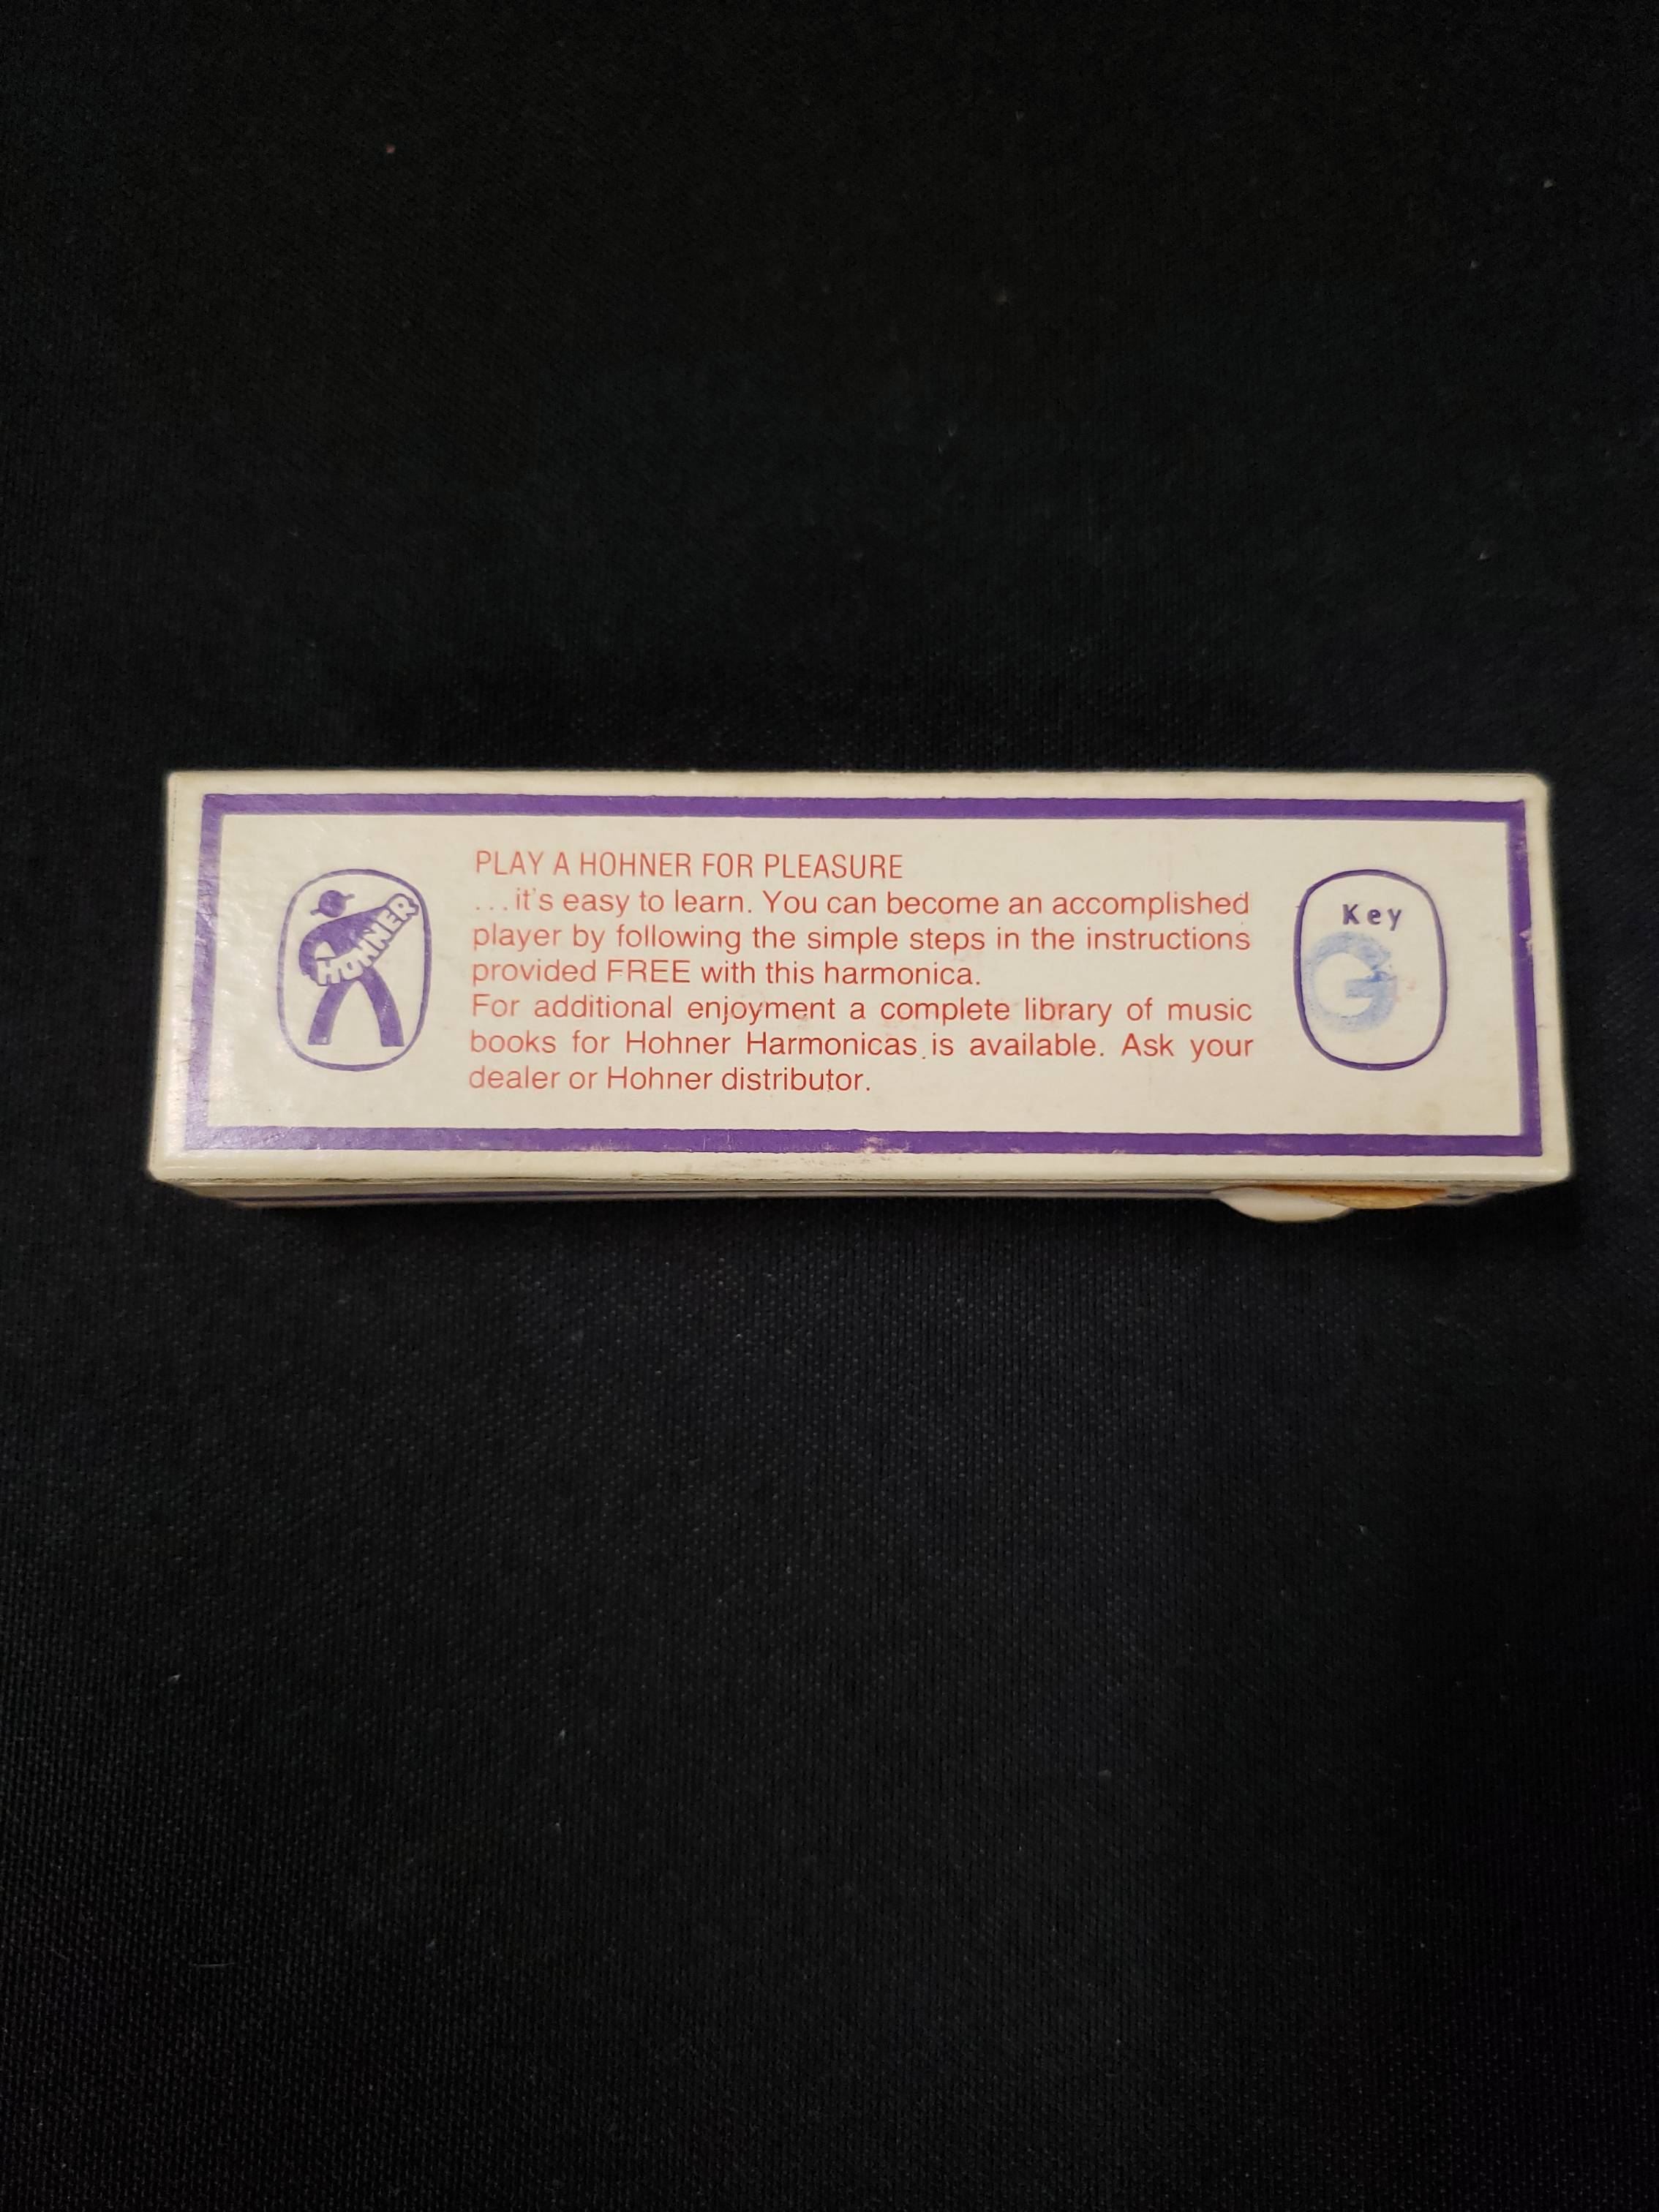 HOHNER
PLAY A HOHNER FOR PLEASURE
...it's easy to learn. You can become an accomplished
player by following the simple steps in the instructions
provided FREE with this harmonica.
For additional enjoyment a complete library of music
books for Hohner Harmonicas is available. Ask your
dealer or Hohner distributor.
Key
G